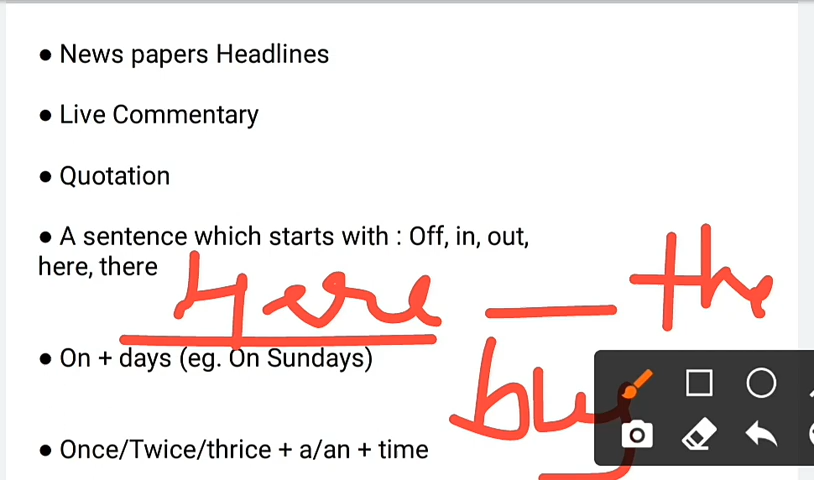 ● News papers Headlines
● Live Commentary
● Quotation
● A sentence which starts with : Off, in, out,
here, there
Here ___ the
● On + days (eg. On Sundays)
● Once/Twice/thrice + a/an + time